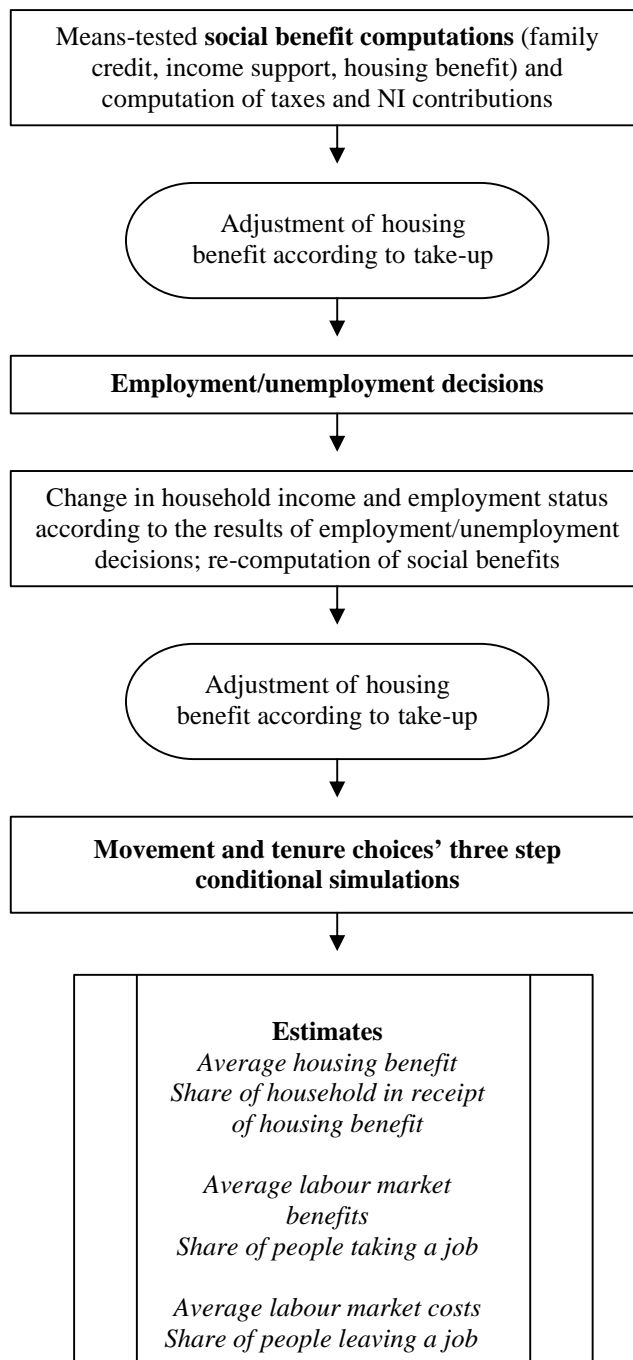 Means-tested social benefit computations (family
credit, income support, housing benefit) and
computation of taxes and NI contributions
Adjustment of housing
benefit according to take-up
Employment/unemployment decisions
Change in household income and employment status
according to the results of employment/unemployment
decisions; re-computation of social benefits
Adjustment of housing
benefit according to take-up
Movement and tenure choices’ three step
conditional simulations
Estimates
Average housing benefit
Share of household in receipt
of housing benefit
Average labour market
benefits
Share of people taking a job
Average labour market costs
Share of people leaving a job